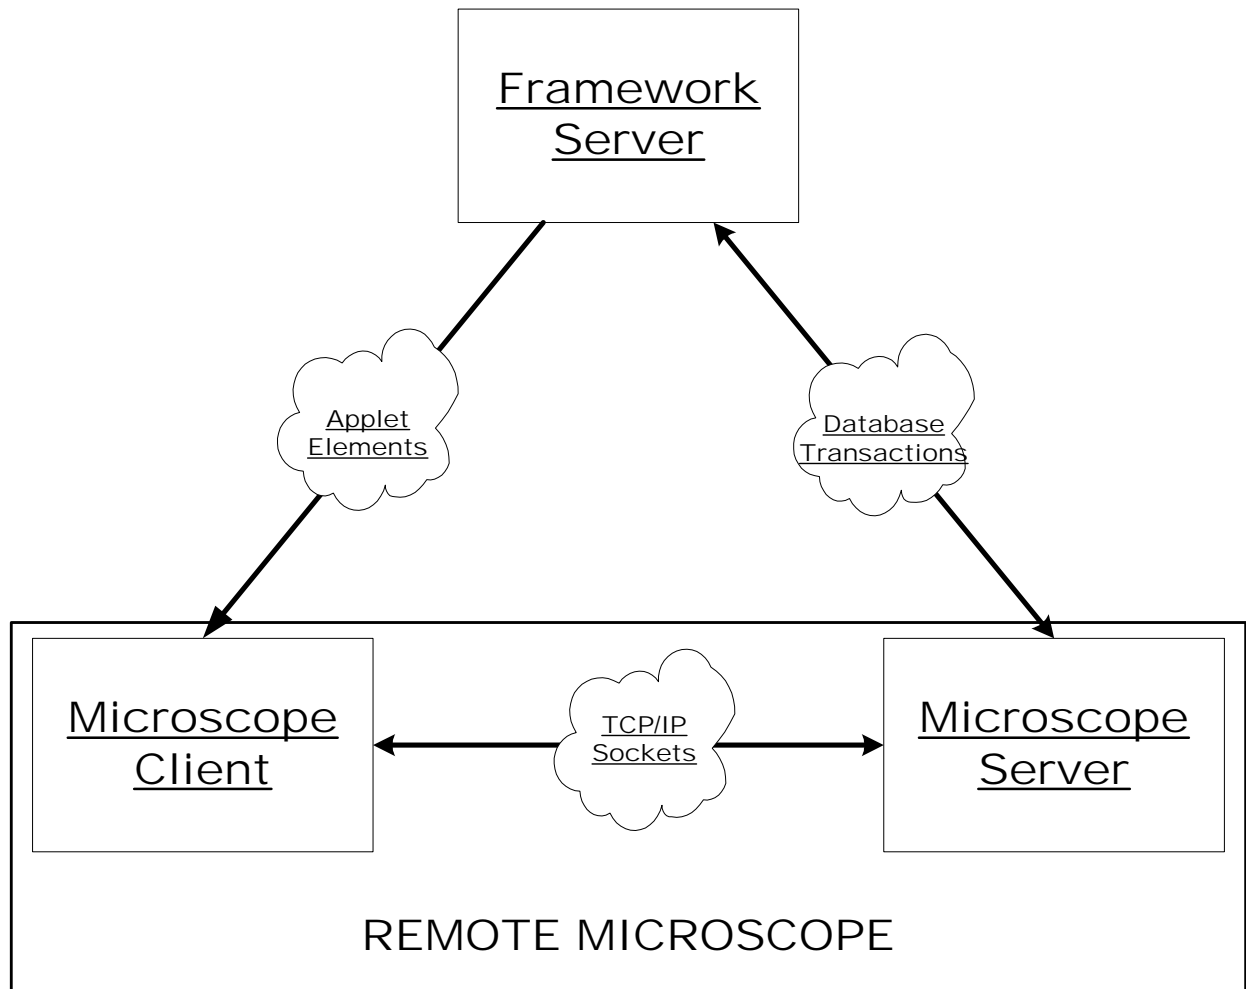 Framework
Server
Applet
Elements
Database
Transactions
Microscope
Client
TCP/IP
Sockets
Microscope
Server
REMOTE MICROSCOPE